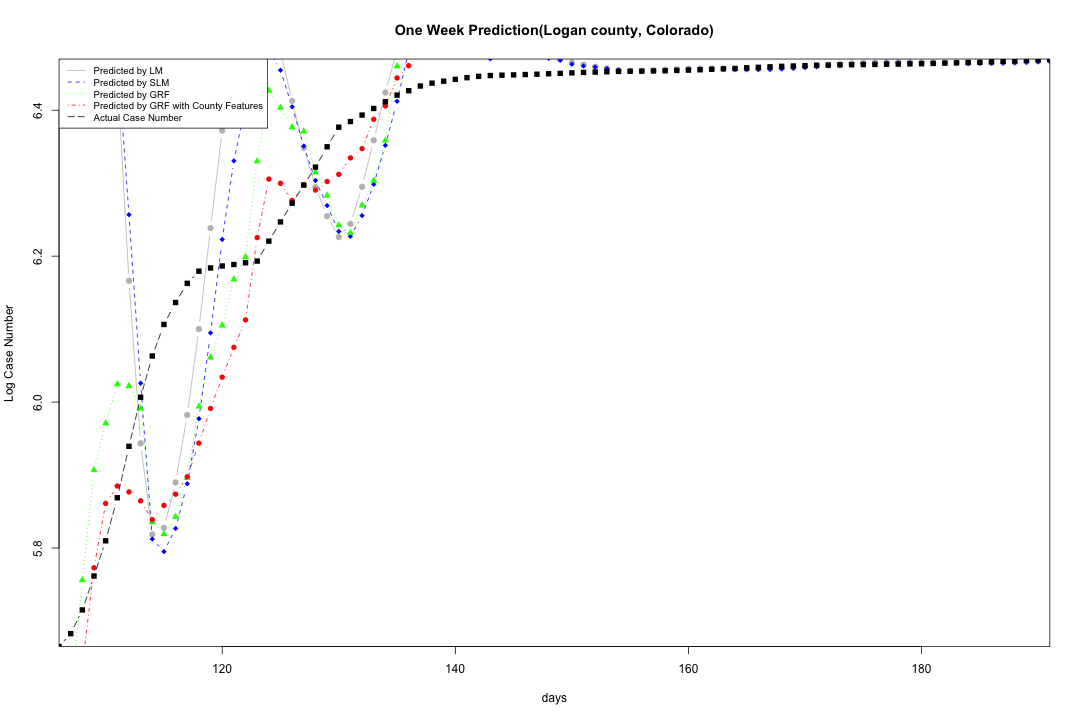 One Week Prediction(Logan county, Colorado)
Predicted by LM
Predicted by SLM
Predicted by GRF
Predicted by GRF with County Features
Actual Case Number
Log Case Number
6.4
6.2
6.0
5.8
120
140
160
180
days